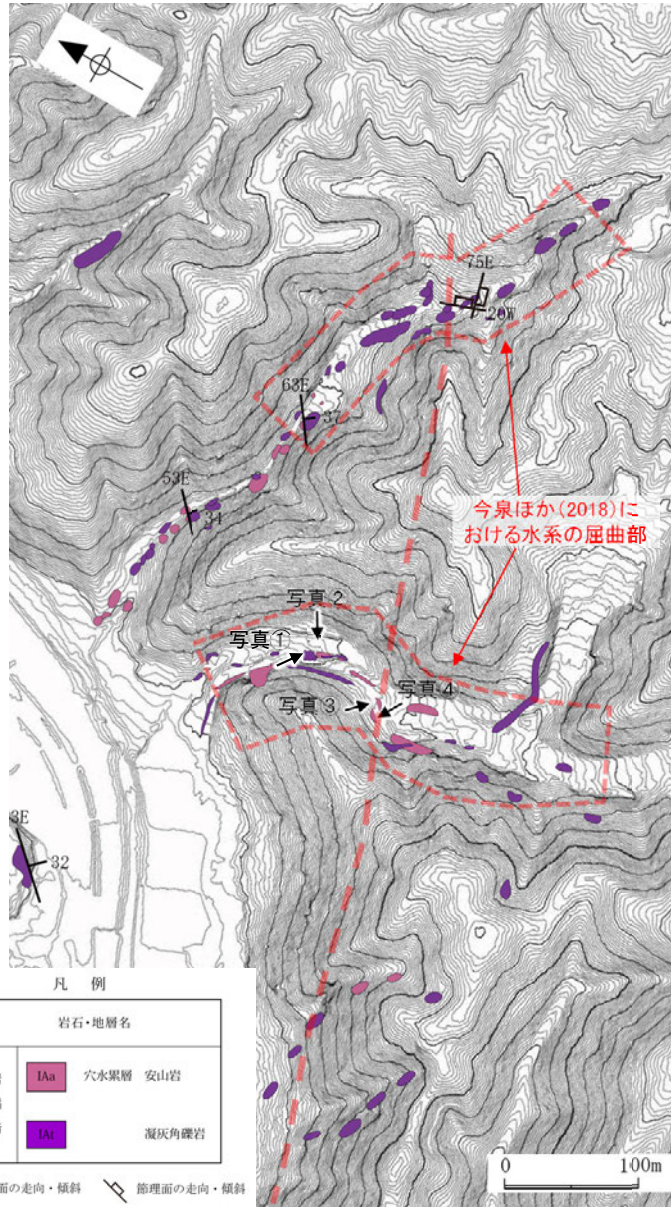 75E
20W
63E
37
53E
34
今泉ほか(2018)に
おける水系の屈曲部
写真2
写真①
写真4
写真3
3E
32
凡 例
岩石・地層名
IAa 穴水累層 安山岩
IAt 凝灰角礫岩
面の走向・傾斜 節理面の走向・傾斜
0 100m